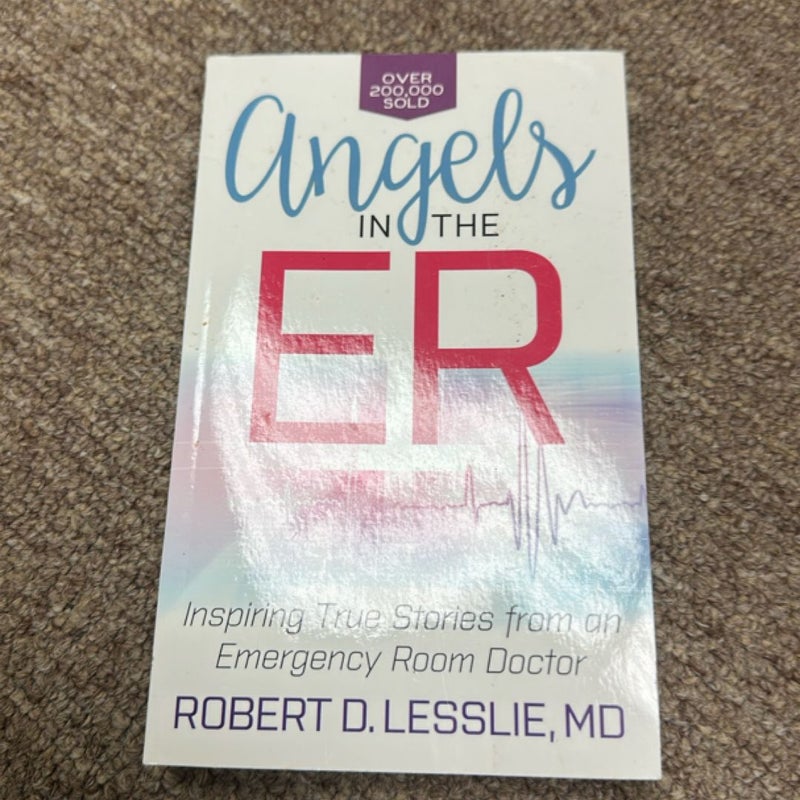 OVER
200,000
SOLD
angels
IN THE
ER
Inspiring True Stories from an
Emergency Room Doctor
ROBERT D. LESSLIE, MD